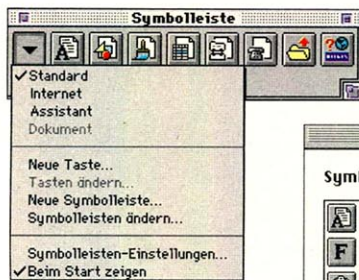 Symbolleiste
Standard
Internet
Assistant
Dokument
Neue Taste...
Tasten ändern...
Neue Symbolleiste...
Symbolleisten ändern...
Symbolleisten-Einstellungen...
Beim Start zeigen
Symb
A
F